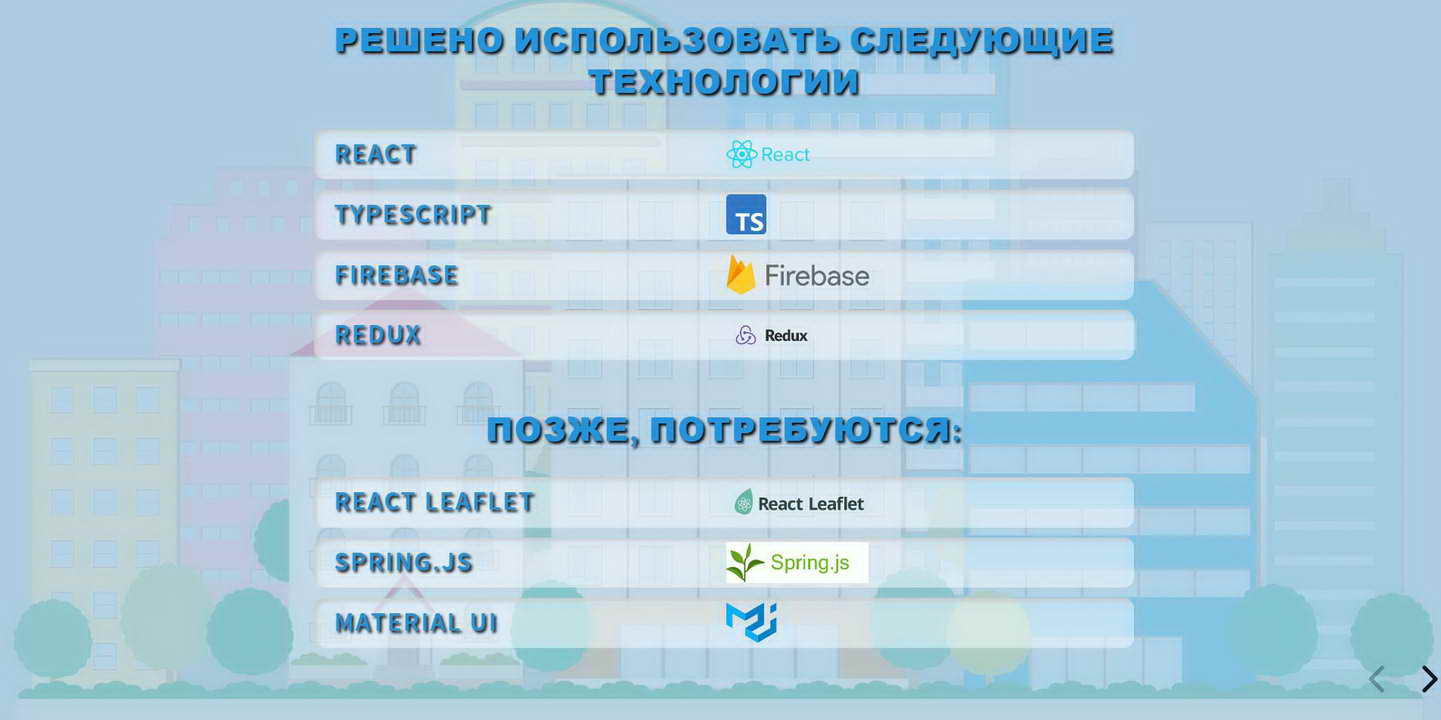 РЕШЕНО ИСПОЛЬЗОВАТЬ СЛЕДУЮЩИЕ
ТЕХНОЛОГИИ
REACT React
TYPESCRIPT TS
FIREBASE Firebase
REDUX Redux
ПОЗЖЕ, ПОТРЕБУЮТСЯ:
REACT LEAFLET React Leaflet
SPRING.JS Spring.js
MATERIAL UI